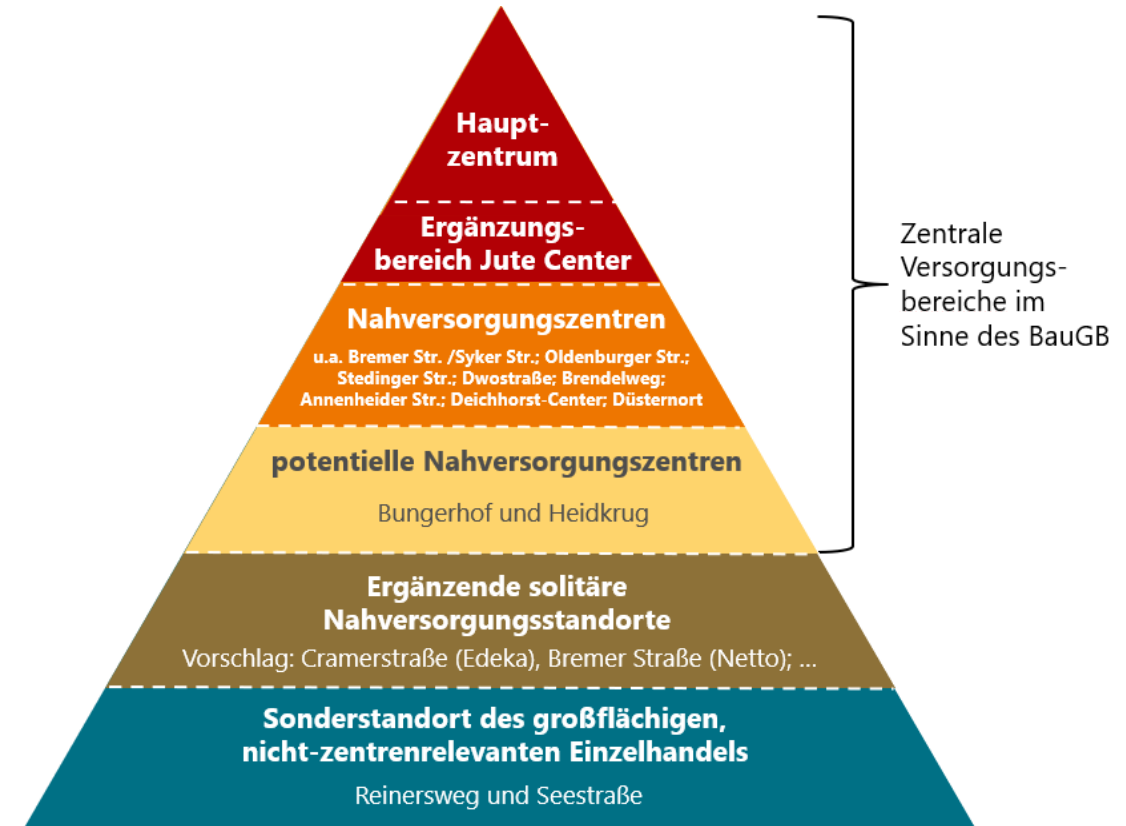 Haupt-
zentrum
Ergänzungs-
bereich Jute Center
Nahversorgungszentren
u.a. Bremer Str. /Syker Str.; Oldenburger Str.;
Stedinger Str.; Dwostraße; Brendelweg;
Annenheider Str.; Deichhorst-Center; Düsternort
potentielle Nahversorgungszentren
Bungerhof und Heidkrug
Ergänzende solitäre
Nahversorgungsstandorte
Vorschlag: Cramerstraße (Edeka), Bremer Straße (Netto); ...
Sonderstandort des großflächigen,
nicht-zentrenrelevanten Einzelhandels
Reinersweg und Seestraße
Zentrale
Versorgungs-
bereiche im
Sinne des BauGB